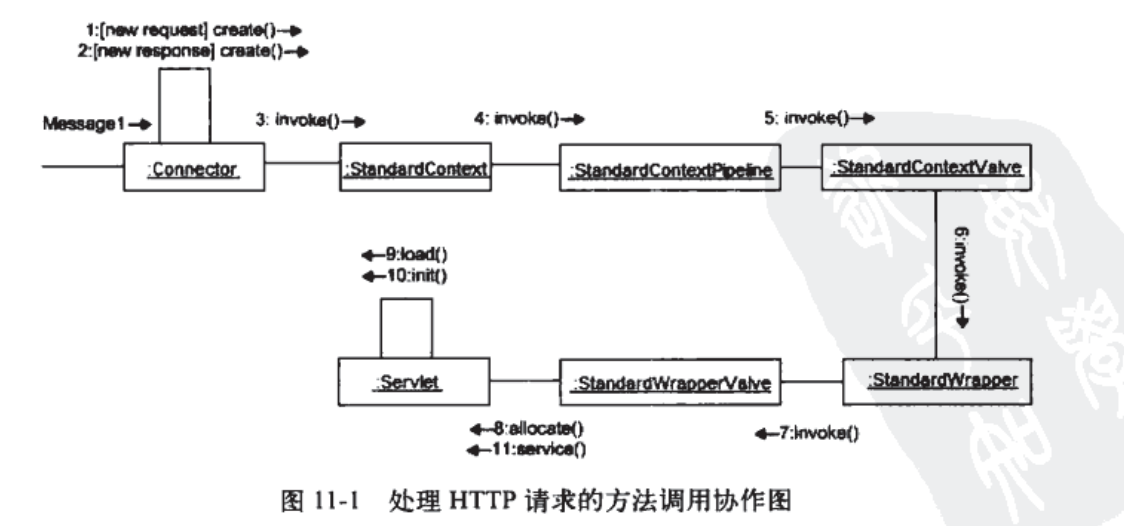 1:[new request] create()
2:[new response] create()
Message1
3: invoke()
4: invoke()
5: invoke()
:Connector
:StandardContext
:StandardContextPipeline
:StandardContextValve
6:invoke()
9:load()
10:init()
:Servlet
:StandardWrapperValve
:StandardWrapper
8:allocate()
11:service()
7:invoke()
图 11-1 处理 HTTP 请求的方法调用协作图